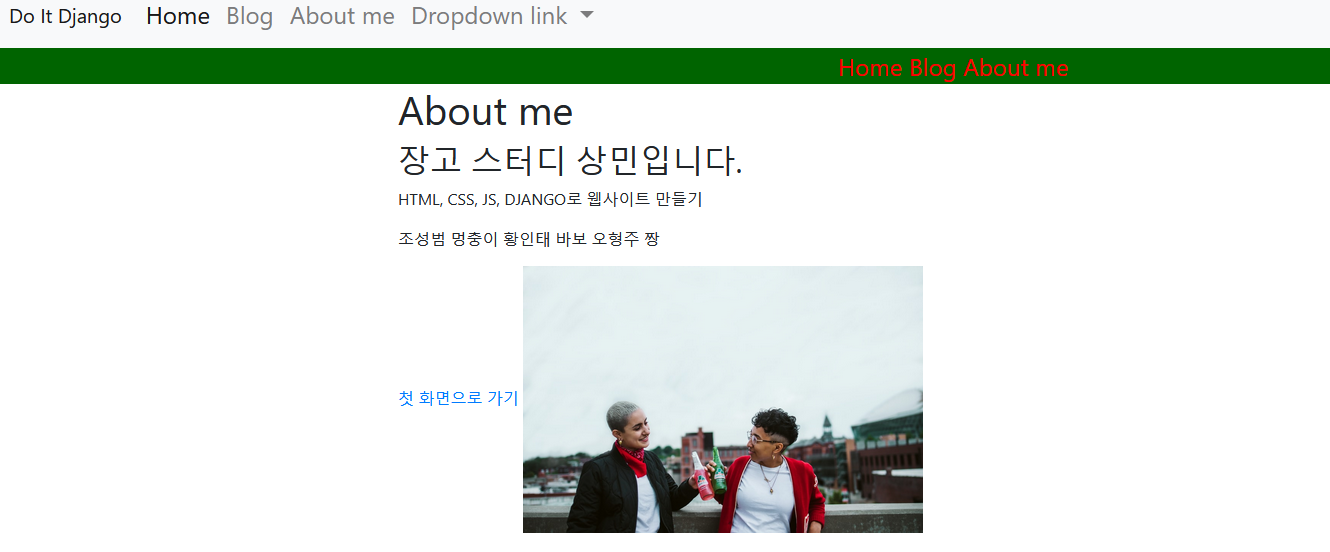 Do It Django Home Blog About me Dropdown link
Home Blog About me
About me
장고 스터디 상민입니다.
HTML, CSS, JS, DJANGO로 웹사이트 만들기
조성범 멍충이 황인태 바보 오형주 짱
첫 화면으로 가기